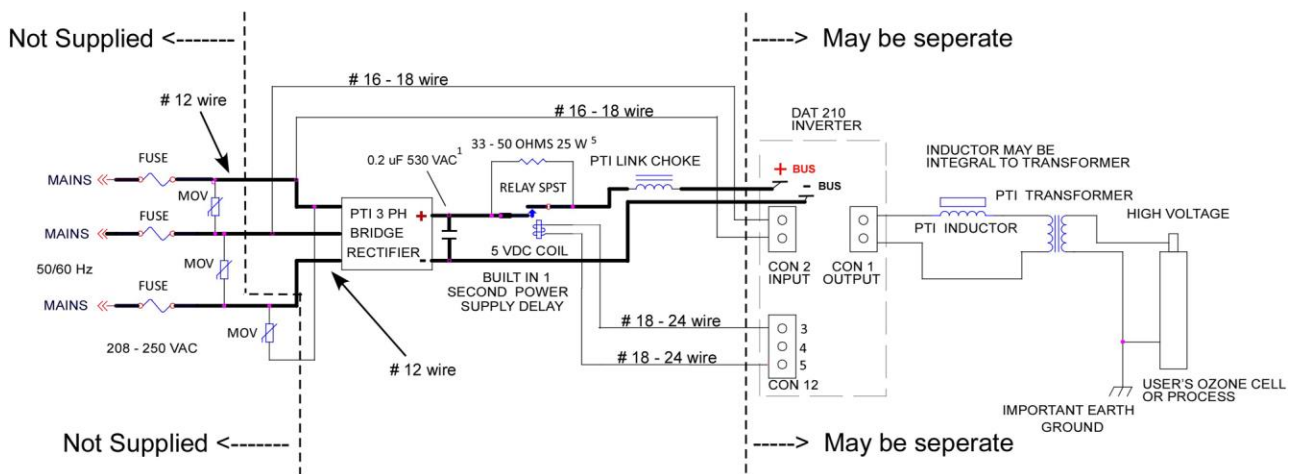 Not Supplied <-------
-----> May be seperate
# 16 - 18 wire
# 12 wire
# 16 - 18 wire
DAT 210
INVERTER
33 - 50 OHMS 25 W 5
0.2 uF 530 VAC 1
PTI LINK CHOKE
INDUCTOR MAY BE
INTEGRAL TO TRANSFORMER
FUSE
MAINS
MOV
RELAY SPST
+ BUS
- BUS
PTI TRANSFORMER
HIGH VOLTAGE
FUSE
MAINS
PTI 3 PH +
BRIDGE
RECTIFIER -
PTI INDUCTOR
50/60 Hz
MOV
5 VDC COIL
CON 2
INPUT
CON 1
OUTPUT
FUSE
MAINS
BUILT IN 1
SECOND POWER
SUPPLY DELAY
MOV
208 - 250 VAC
# 18 - 24 wire
3
4
5
# 18 - 24 wire
# 12 wire
CON 12
USER'S OZONE CELL
OR PROCESS
IMPORTANT EARTH
GROUND
Not Supplied <-------
-----> May be seperate